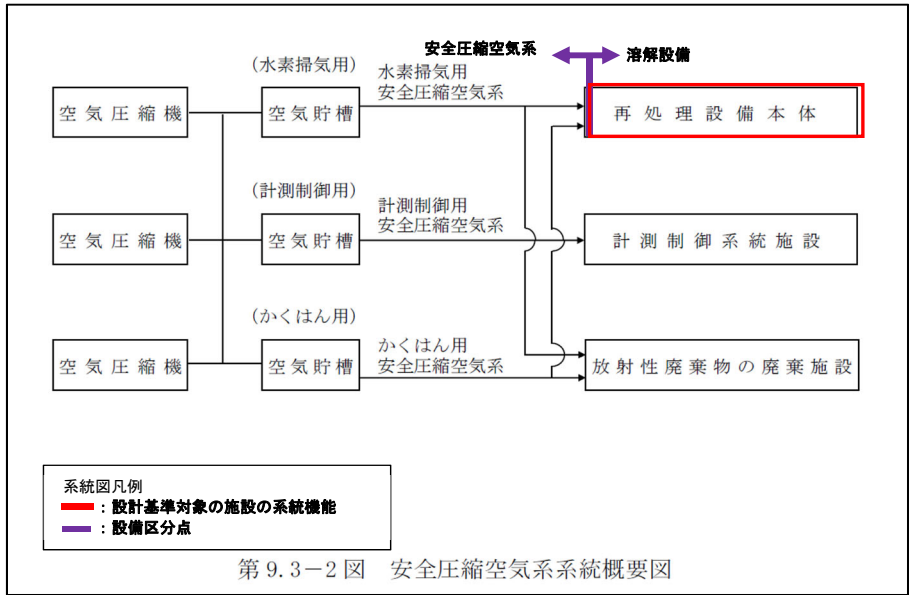 安全圧縮空気系
溶解設備
(水素掃気用)
水素掃気用
安全圧縮空気系
空気圧縮機
空気貯槽
再処理設備本体
(計測制御用)
計測制御用
安全圧縮空気系
空気圧縮機
空気貯槽
計測制御系統施設
(かくはん用)
かくはん用
安全圧縮空気系
空気圧縮機
空気貯槽
放射性廃棄物の廃棄施設
系統図凡例
:設計基準対象の施設の系統機能
:設備区分点
第9.3-2図 安全圧縮空気系系統概要図